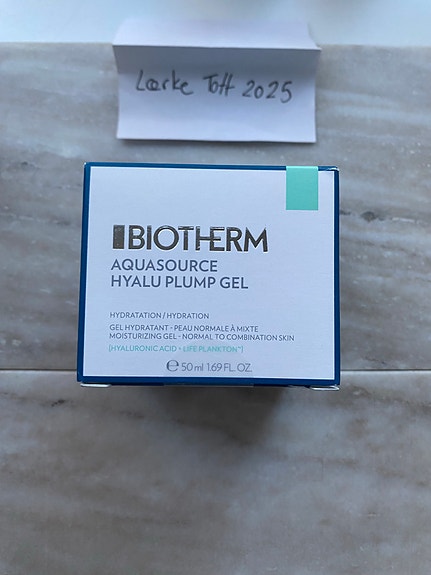 Lærke Toft 2025
BIOTHERM
AQUASOURCE
HYALU PLUMP GEL
HYDRATATION / HYDRATION
GEL HYDRATANT - PEAU NORMALE À MIXTE
MOISTURIZING GEL - NORMAL TO COMBINATION SKIN
[HYALURONIC ACID + LIFE PLANKTON™]
℮ 50 ml 1.69 FL. OZ.